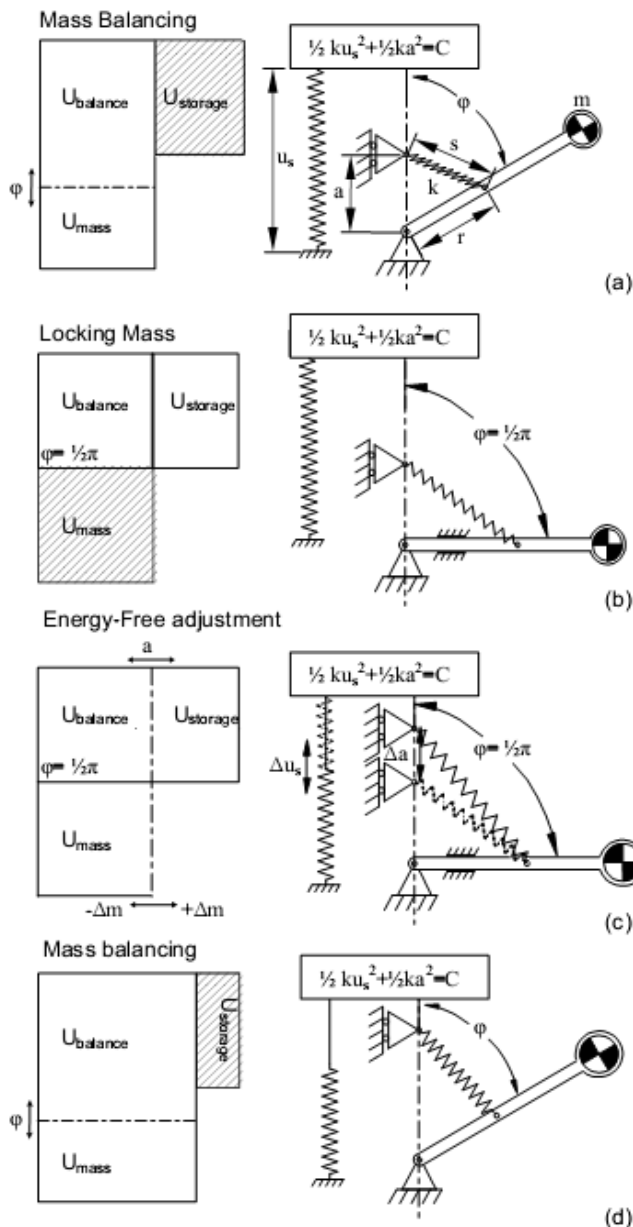 Mass Balancing
U_balance
U_storage
φ
U_mass
½ ku_s²+½ka²=C
φ
m
u_s
s
a
k
r
(a)
Locking Mass
U_balance
U_storage
φ= ½π
U_mass
½ ku_s²+½ka²=C
φ= ½π
(b)
Energy-Free adjustment
a
U_balance
U_storage
φ= ½π
U_mass
-Δm
+Δm
½ ku_s²+½ka²=C
Δu_s
Δa
φ= ½π
(c)
Mass balancing
U_balance
U_storage
φ
U_mass
½ ku_s²+½ka²=C
φ
(d)